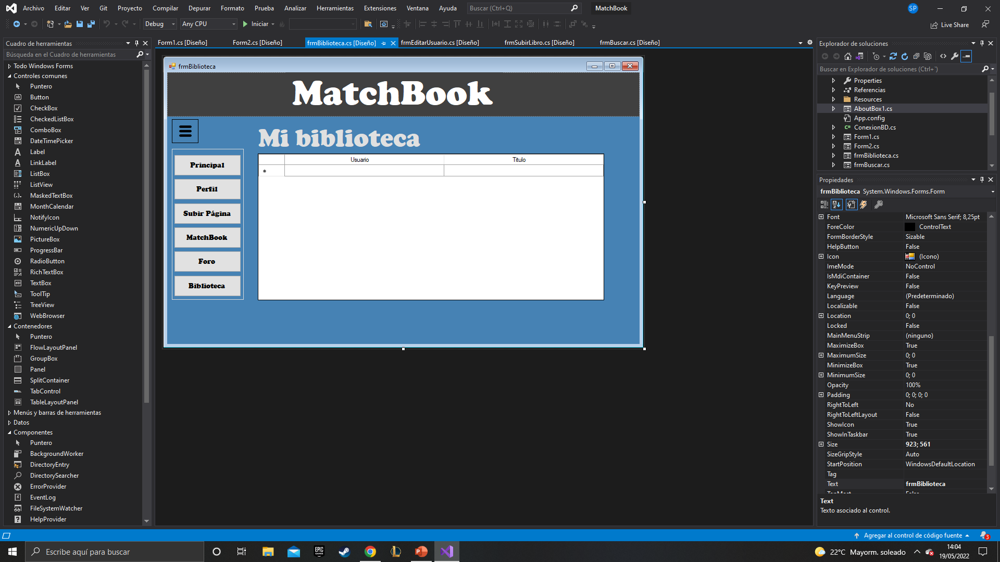 Archivo Editar Ver Git Proyecto Compilar Depurar Formato Prueba Analizar Herramientas Extensiones Ventana Ayuda Buscar (Ctrl+Q) MatchBook SP
Debug Any CPU Iniciar Live Share
Cuadro de herramientas
Búsqueda en el Cuadro de herramientas
Todo Windows Forms
Controles comunes
Puntero
Button
CheckBox
CheckedListBox
ComboBox
DateTimePicker
Label
LinkLabel
ListBox
ListView
MaskedTextBox
MonthCalendar
NotifyIcon
NumericUpDown
PictureBox
ProgressBar
RadioButton
RichTextBox
TextBox
ToolTip
TreeView
WebBrowser
Contenedores
Puntero
FlowLayoutPanel
GroupBox
Panel
SplitContainer
TabControl
TableLayoutPanel
Menús y barras de herramientas
Datos
Componentes
Puntero
BackgroundWorker
DirectoryEntry
DirectorySearcher
ErrorProvider
EventLog
FileSystemWatcher
HelpProvider
Form1.cs [Diseño] Form2.cs [Diseño] frmBiblioteca.cs [Diseño] frmEditarUsuario.cs [Diseño] frmSubirLibro.cs [Diseño] frmBuscar.cs [Diseño]
frmBiblioteca
MatchBook
Mi biblioteca
Principal
Perfil
Subir Página
MatchBook
Foro
Biblioteca
Usuario Titulo
*
Explorador de soluciones
Buscar en Explorador de soluciones (Ctrl+´)
Properties
Referencias
Resources
AboutBox1.cs
App.config
C# ConexionBD.cs
Form1.cs
Form2.cs
frmBiblioteca.cs
frmBuscar.cs
Propiedades
frmBiblioteca System.Windows.Forms.Form
Font Microsoft Sans Serif; 8,25pt
ForeColor ControlText
FormBorderStyle Sizable
HelpButton False
Icon (Icono)
ImeMode NoControl
IsMdiContainer False
KeyPreview False
Language (Predeterminado)
Localizable False
Location 0; 0
Locked False
MainMenuStrip (ninguno)
MaximizeBox True
MaximumSize 0; 0
MinimizeBox True
MinimumSize 0; 0
Opacity 100%
Padding 0; 0; 0; 0
RightToLeft No
RightToLeftLayout False
ShowIcon True
ShowInTaskbar True
Size 923; 561
SizeGripStyle Auto
StartPosition WindowsDefaultLocation
Tag
Text frmBiblioteca
Text
Texto asociado al control.
Agregar al control de código fuente 3
Escribe aquí para buscar
EPIC GAMES
22°C Mayorm. soleado
14:04
19/05/2022